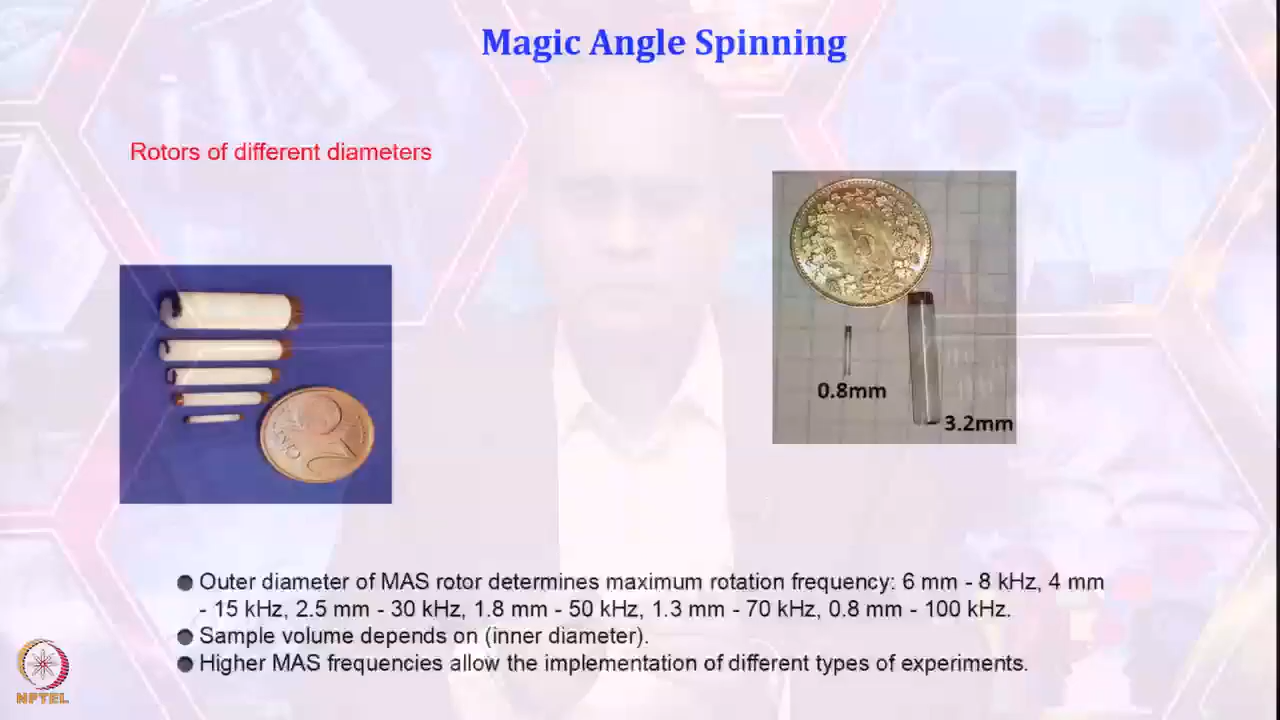 Magic Angle Spinning
Rotors of different diameters
2
CENT
5
0.8mm
3.2mm
Outer diameter of MAS rotor determines maximum rotation frequency: 6 mm - 8 kHz, 4 mm
- 15 kHz, 2.5 mm - 30 kHz, 1.8 mm - 50 kHz, 1.3 mm - 70 kHz, 0.8 mm - 100 kHz.
Sample volume depends on (inner diameter).
Higher MAS frequencies allow the implementation of different types of experiments.
NPTEL